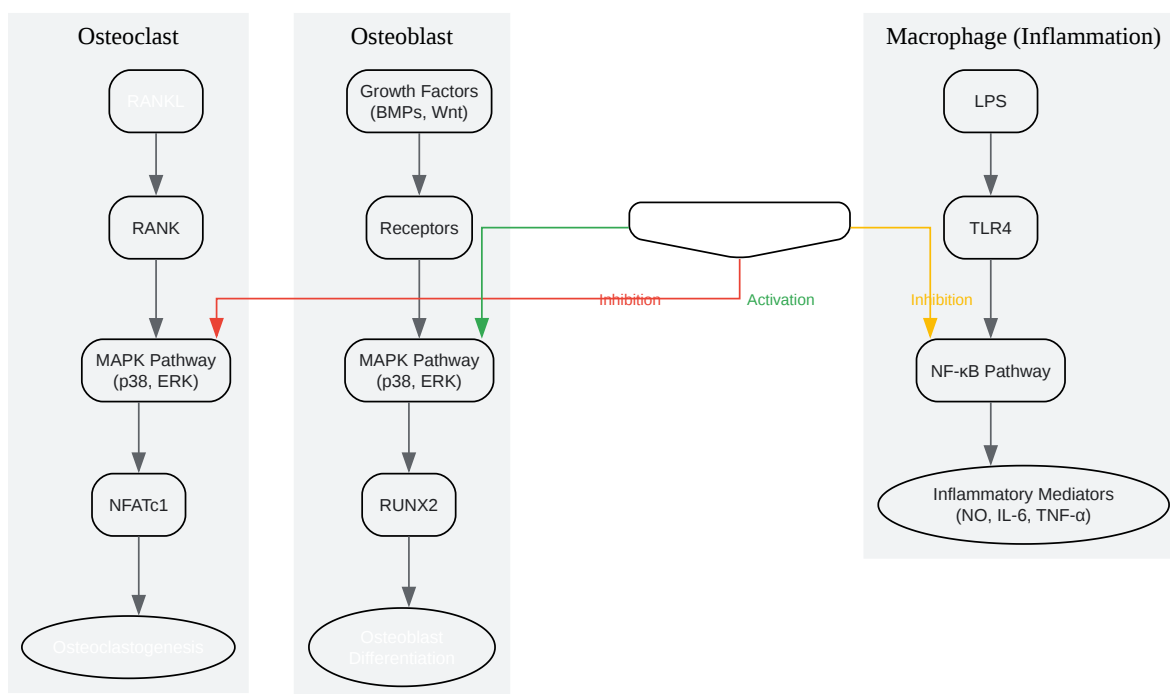 Osteoclast
RANKL
RANK
MAPK Pathway
(p38, ERK)
NFATc1
Osteoclastogenesis
Osteoblast
Growth Factors
(BMPs, Wnt)
Receptors
MAPK Pathway
(p38, ERK)
RUNX2
Osteoblast
Differentiation
Inhibition
Activation
Inhibition
Macrophage (Inflammation)
LPS
TLR4
NF-κB Pathway
Inflammatory Mediators
(NO, IL-6, TNF-α)